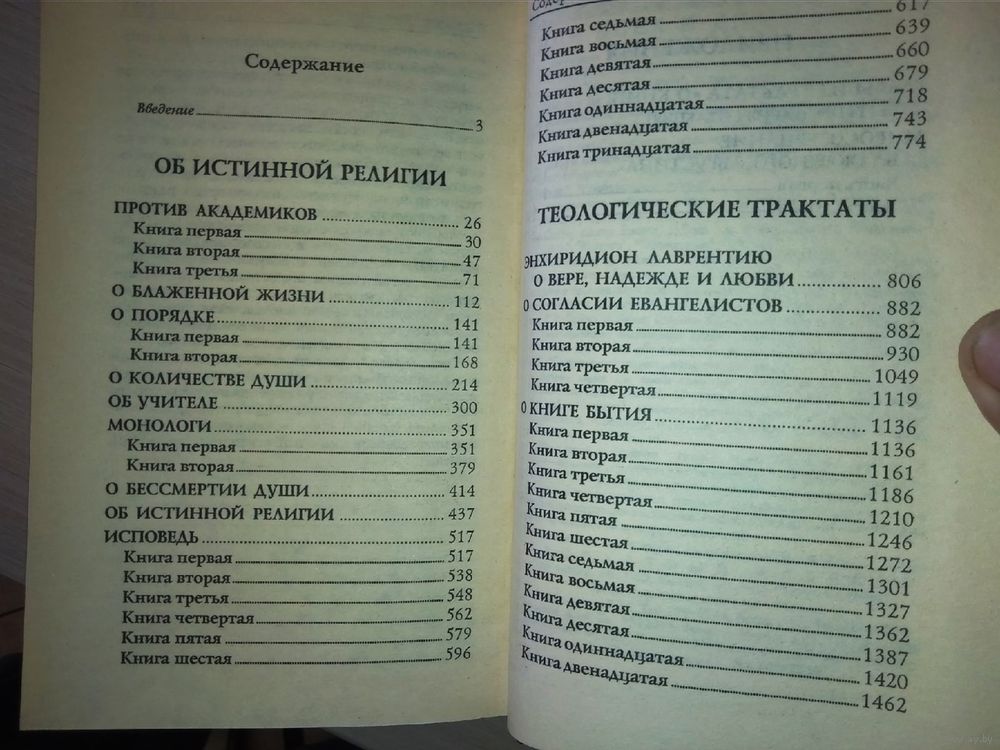 Содержание
Введение 3
ОБ ИСТИННОЙ РЕЛИГИИ
ПРОТИВ АКАДЕМИКОВ 26
Книга первая 30
Книга вторая 47
Книга третья 71
О БЛАЖЕННОЙ ЖИЗНИ 112
О ПОРЯДКЕ 141
Книга первая 141
Книга вторая 168
О КОЛИЧЕСТВЕ ДУШИ 214
ОБ УЧИТЕЛЕ 300
МОНОЛОГИ 351
Книга первая 351
Книга вторая 379
О БЕССМЕРТИИ ДУШИ 414
ОБ ИСТИННОЙ РЕЛИГИИ 437
ИСПОВЕДЬ 517
Книга первая 517
Книга вторая 538
Книга третья 548
Книга четвертая 562
Книга пятая 579
Книга шестая 596
Книга седьмая 617
Книга восьмая 639
Книга девятая 660
Книга десятая 679
Книга одиннадцатая 718
Книга двенадцатая 743
Книга тринадцатая 774
ТЕОЛОГИЧЕСКИЕ ТРАКТАТЫ
ЭНХИРИДИОН ЛАВРЕНТИЮ
О ВЕРЕ, НАДЕЖДЕ И ЛЮБВИ 806
О СОГЛАСИИ ЕВАНГЕЛИСТОВ 882
Книга первая 882
Книга вторая 930
Книга третья 1049
Книга четвертая 1119
О КНИГЕ БЫТИЯ 1136
Книга первая 1136
Книга вторая 1161
Книга третья 1186
Книга четвертая 1210
Книга пятая 1246
Книга шестая 1272
Книга седьмая 1301
Книга восьмая 1327
Книга девятая 1362
Книга десятая 1387
Книга одиннадцатая 1420
Книга двенадцатая 1462